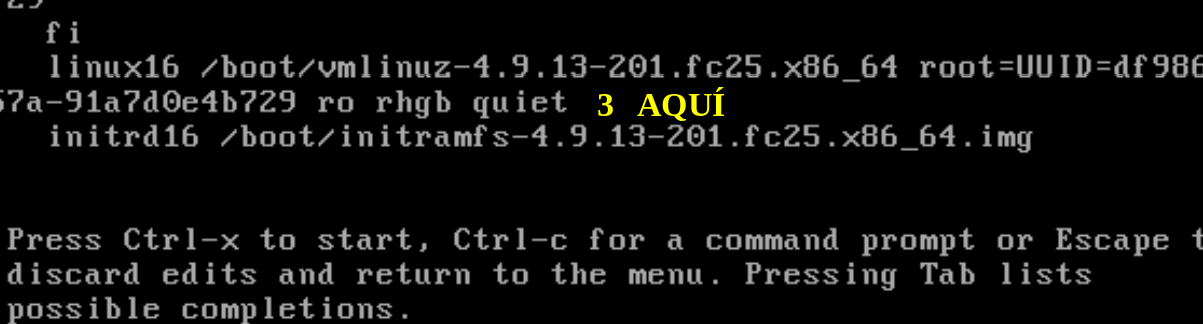 fi
linux16 /boot/vmlinuz-4.9.13-201.fc25.x86_64 root=UUID=df986
57a-91a7d0e4b729 ro rhgb quiet 3 AQUÍ
initrd16 /boot/initramfs-4.9.13-201.fc25.x86_64.img
Press Ctrl-x to start, Ctrl-c for a command prompt or Escape t
discard edits and return to the menu. Pressing Tab lists
possible completions.